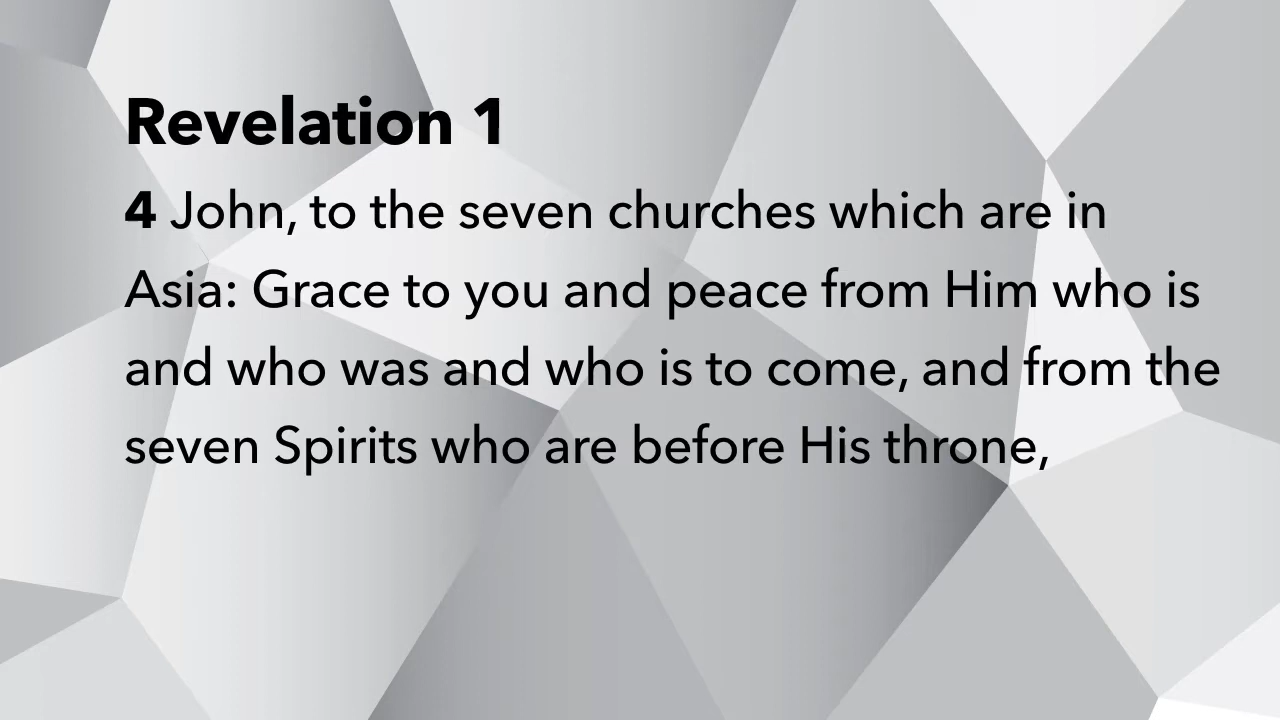 Revelation 1
4 John, to the seven churches which are in
Asia: Grace to you and peace from Him who is
and who was and who is to come, and from the
seven Spirits who are before His throne,